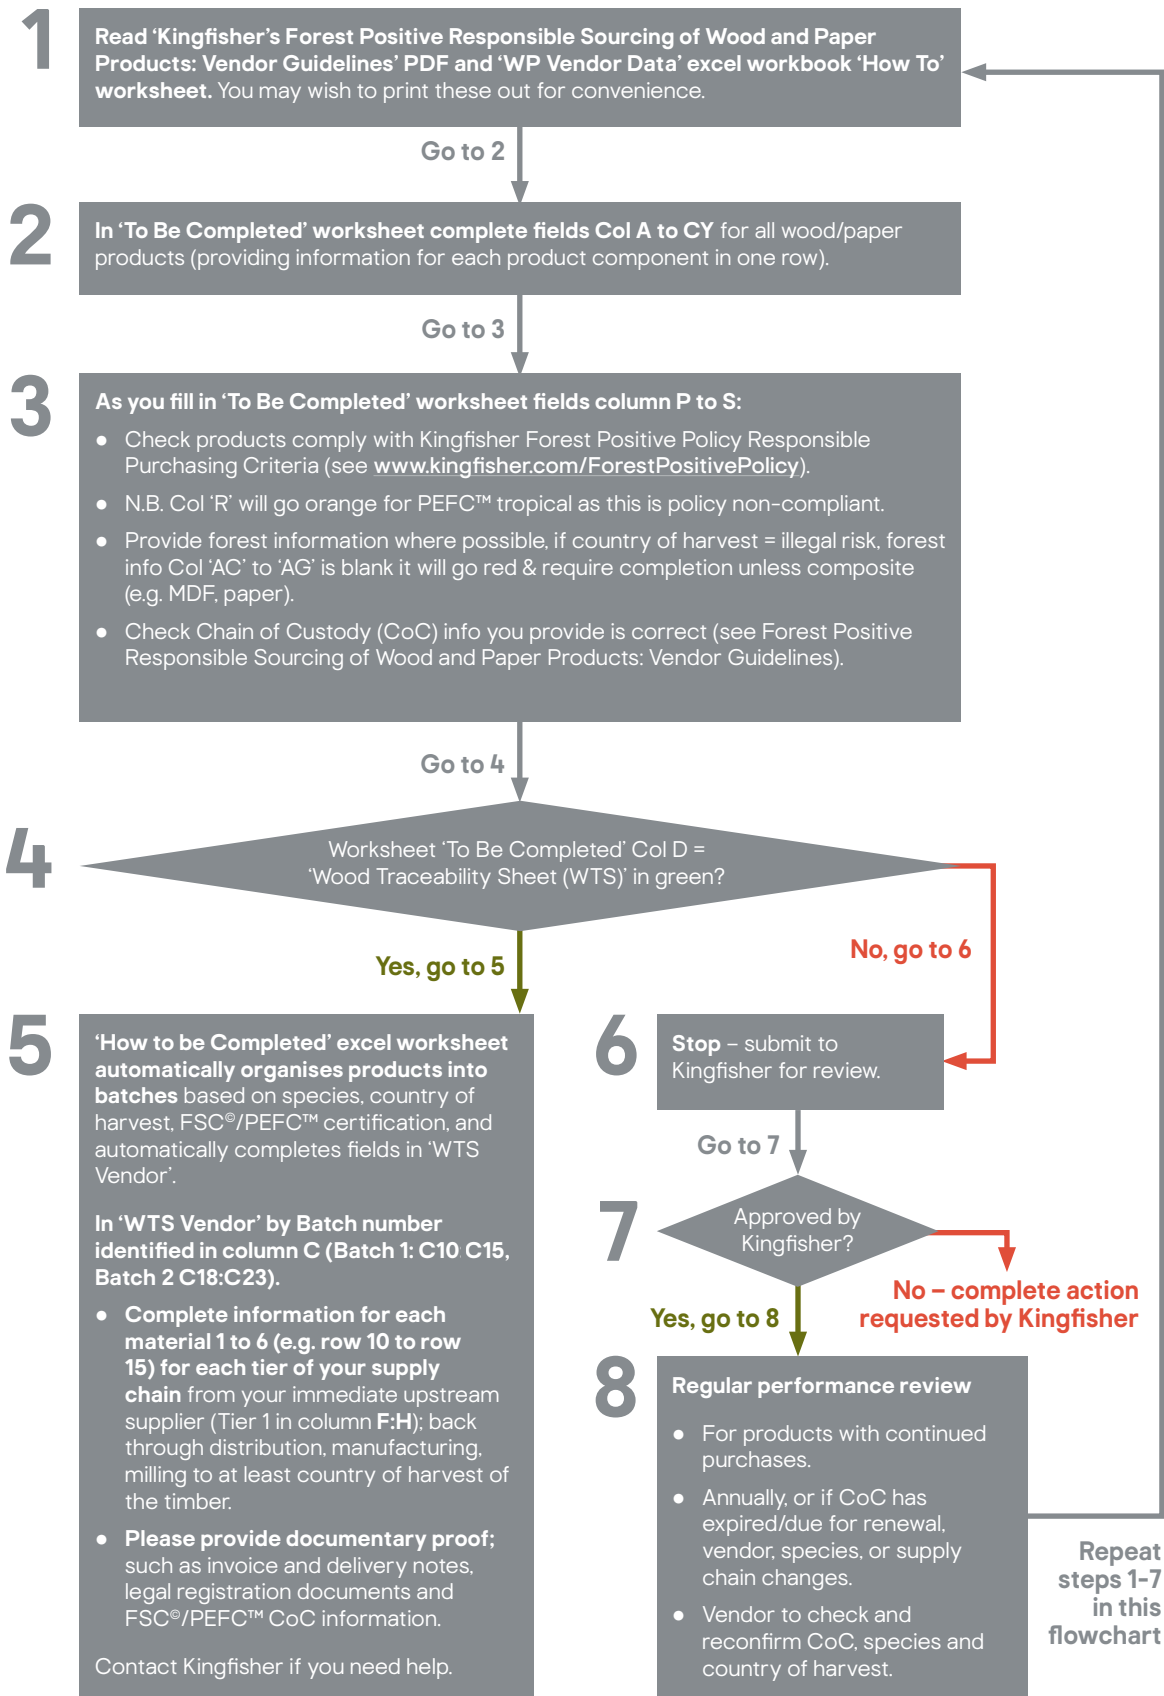 1
Read ‘Kingfisher’s Forest Positive Responsible Sourcing of Wood and Paper
Products: Vendor Guidelines’ PDF and ‘WP Vendor Data’ excel workbook ‘How To’
worksheet. You may wish to print these out for convenience.
Go to 2
2
In ‘To Be Completed’ worksheet complete fields Col A to CY for all wood/paper
products (providing information for each product component in one row).
Go to 3
3
As you fill in ‘To Be Completed’ worksheet fields column P to S:
● Check products comply with Kingfisher Forest Positive Policy Responsible
Purchasing Criteria (see www.kingfisher.com/ForestPositivePolicy).
● N.B. Col ‘R’ will go orange for PEFC™ tropical as this is policy non-compliant.
● Provide forest information where possible, if country of harvest = illegal risk, forest
info Col ‘AC’ to ‘AG’ is blank it will go red & require completion unless composite
(e.g. MDF, paper).
● Check Chain of Custody (CoC) info you provide is correct (see Forest Positive
Responsible Sourcing of Wood and Paper Products: Vendor Guidelines).
Go to 4
4
Worksheet ‘To Be Completed’ Col D =
‘Wood Traceability Sheet (WTS)’ in green?
Yes, go to 5
No, go to 6
5
‘How to be Completed’ excel worksheet
automatically organises products into
batches based on species, country of
harvest, FSC©/PEFC™ certification, and
automatically completes fields in ‘WTS
Vendor’.
In ‘WTS Vendor’ by Batch number
identified in column C (Batch 1: C10 C15,
Batch 2 C18:C23).
● Complete information for each
material 1 to 6 (e.g. row 10 to row
15) for each tier of your supply
chain from your immediate upstream
supplier (Tier 1 in column F:H); back
through distribution, manufacturing,
milling to at least country of harvest of
the timber.
● Please provide documentary proof;
such as invoice and delivery notes,
legal registration documents and
FSC©/PEFC™ CoC information.
Contact Kingfisher if you need help.
6
Stop – submit to
Kingfisher for review.
Go to 7
7
Approved by
Kingfisher?
No – complete action
requested by Kingfisher
Yes, go to 8
8
Regular performance review
● For products with continued
purchases.
● Annually, or if CoC has
expired/due for renewal,
vendor, species, or supply
chain changes.
● Vendor to check and
reconfirm CoC, species and
country of harvest.
Repeat
steps 1-7
in this
flowchart